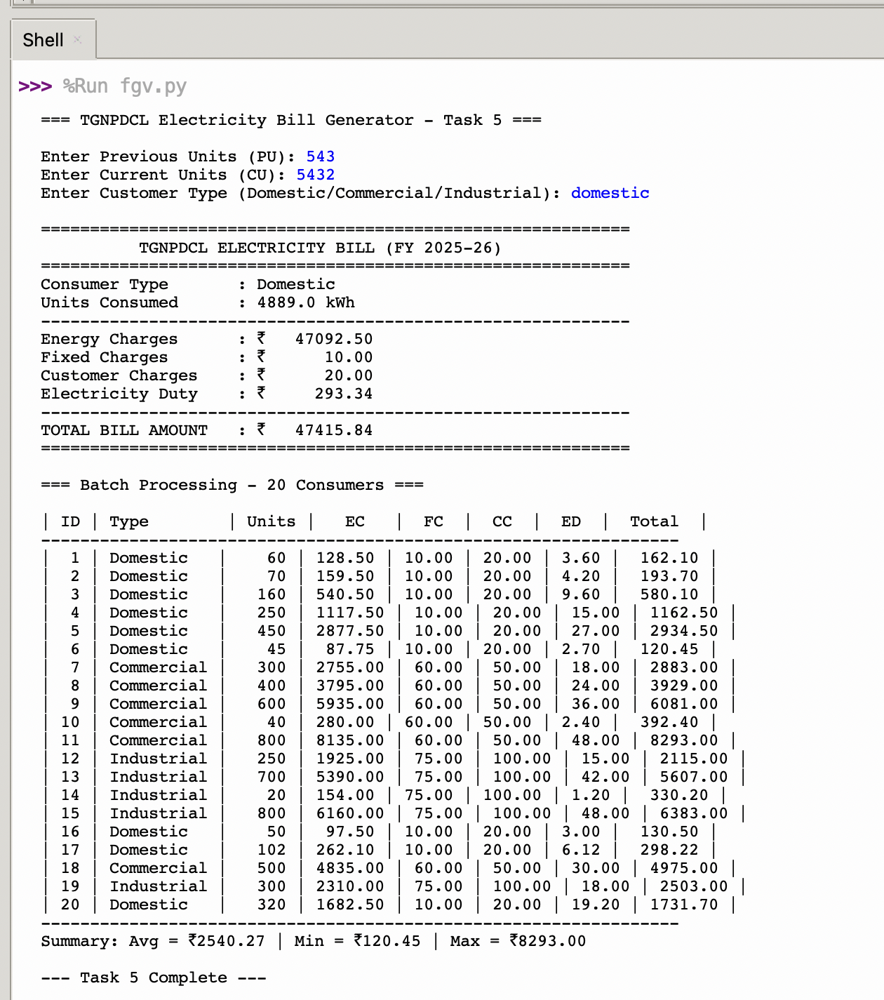 Shell ×
>>> %Run fgv.py
=== TGNPDCL Electricity Bill Generator - Task 5 ===
Enter Previous Units (PU): 543
Enter Current Units (CU): 5432
Enter Customer Type (Domestic/Commercial/Industrial): domestic
============================================================
TGNPDCL ELECTRICITY BILL (FY 2025-26)
============================================================
Consumer Type : Domestic
Units Consumed : 4889.0 kWh
------------------------------------------------------------
Energy Charges : ₹ 47092.50
Fixed Charges : ₹ 10.00
Customer Charges : ₹ 20.00
Electricity Duty : ₹ 293.34
------------------------------------------------------------
TOTAL BILL AMOUNT : ₹ 47415.84
============================================================
=== Batch Processing - 20 Consumers ===
| ID | Type | Units | EC | FC | CC | ED | Total |
-----------------------------------------------------------------
| 1 | Domestic | 60 | 128.50 | 10.00 | 20.00 | 3.60 | 162.10 |
| 2 | Domestic | 70 | 159.50 | 10.00 | 20.00 | 4.20 | 193.70 |
| 3 | Domestic | 160 | 540.50 | 10.00 | 20.00 | 9.60 | 580.10 |
| 4 | Domestic | 250 | 1117.50 | 10.00 | 20.00 | 15.00 | 1162.50 |
| 5 | Domestic | 450 | 2877.50 | 10.00 | 20.00 | 27.00 | 2934.50 |
| 6 | Domestic | 45 | 87.75 | 10.00 | 20.00 | 2.70 | 120.45 |
| 7 | Commercial | 300 | 2755.00 | 60.00 | 50.00 | 18.00 | 2883.00 |
| 8 | Commercial | 400 | 3795.00 | 60.00 | 50.00 | 24.00 | 3929.00 |
| 9 | Commercial | 600 | 5935.00 | 60.00 | 50.00 | 36.00 | 6081.00 |
| 10 | Commercial | 40 | 280.00 | 60.00 | 50.00 | 2.40 | 392.40 |
| 11 | Commercial | 800 | 8135.00 | 60.00 | 50.00 | 48.00 | 8293.00 |
| 12 | Industrial | 250 | 1925.00 | 75.00 | 100.00 | 15.00 | 2115.00 |
| 13 | Industrial | 700 | 5390.00 | 75.00 | 100.00 | 42.00 | 5607.00 |
| 14 | Industrial | 20 | 154.00 | 75.00 | 100.00 | 1.20 | 330.20 |
| 15 | Industrial | 800 | 6160.00 | 75.00 | 100.00 | 48.00 | 6383.00 |
| 16 | Domestic | 50 | 97.50 | 10.00 | 20.00 | 3.00 | 130.50 |
| 17 | Domestic | 102 | 262.10 | 10.00 | 20.00 | 6.12 | 298.22 |
| 18 | Commercial | 500 | 4835.00 | 60.00 | 50.00 | 30.00 | 4975.00 |
| 19 | Industrial | 300 | 2310.00 | 75.00 | 100.00 | 18.00 | 2503.00 |
| 20 | Domestic | 320 | 1682.50 | 10.00 | 20.00 | 19.20 | 1731.70 |
-----------------------------------------------------------------
Summary: Avg = ₹2540.27 | Min = ₹120.45 | Max = ₹8293.00
--- Task 5 Complete ---